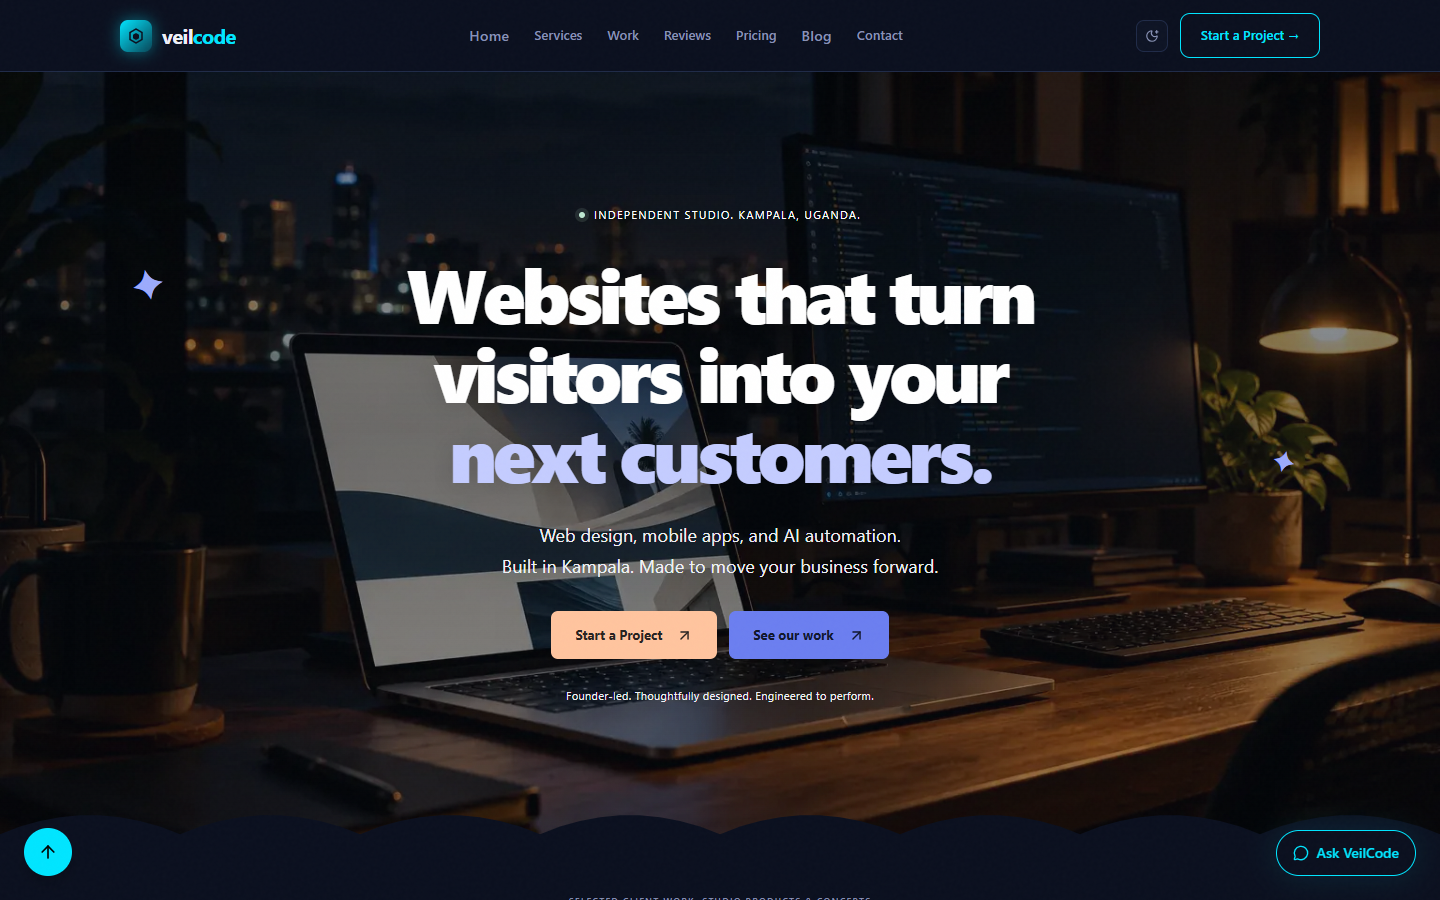 veilcode
Home
Services
Work
Reviews
Pricing
Blog
Contact
Start a Project →
INDEPENDENT STUDIO. KAMPALA, UGANDA.
Websites that turn
visitors into your
next customers.
Web design, mobile apps, and AI automation.
Built in Kampala. Made to move your business forward.
Start a Project
See our work
Founder-led. Thoughtfully designed. Engineered to perform.
Ask VeilCode